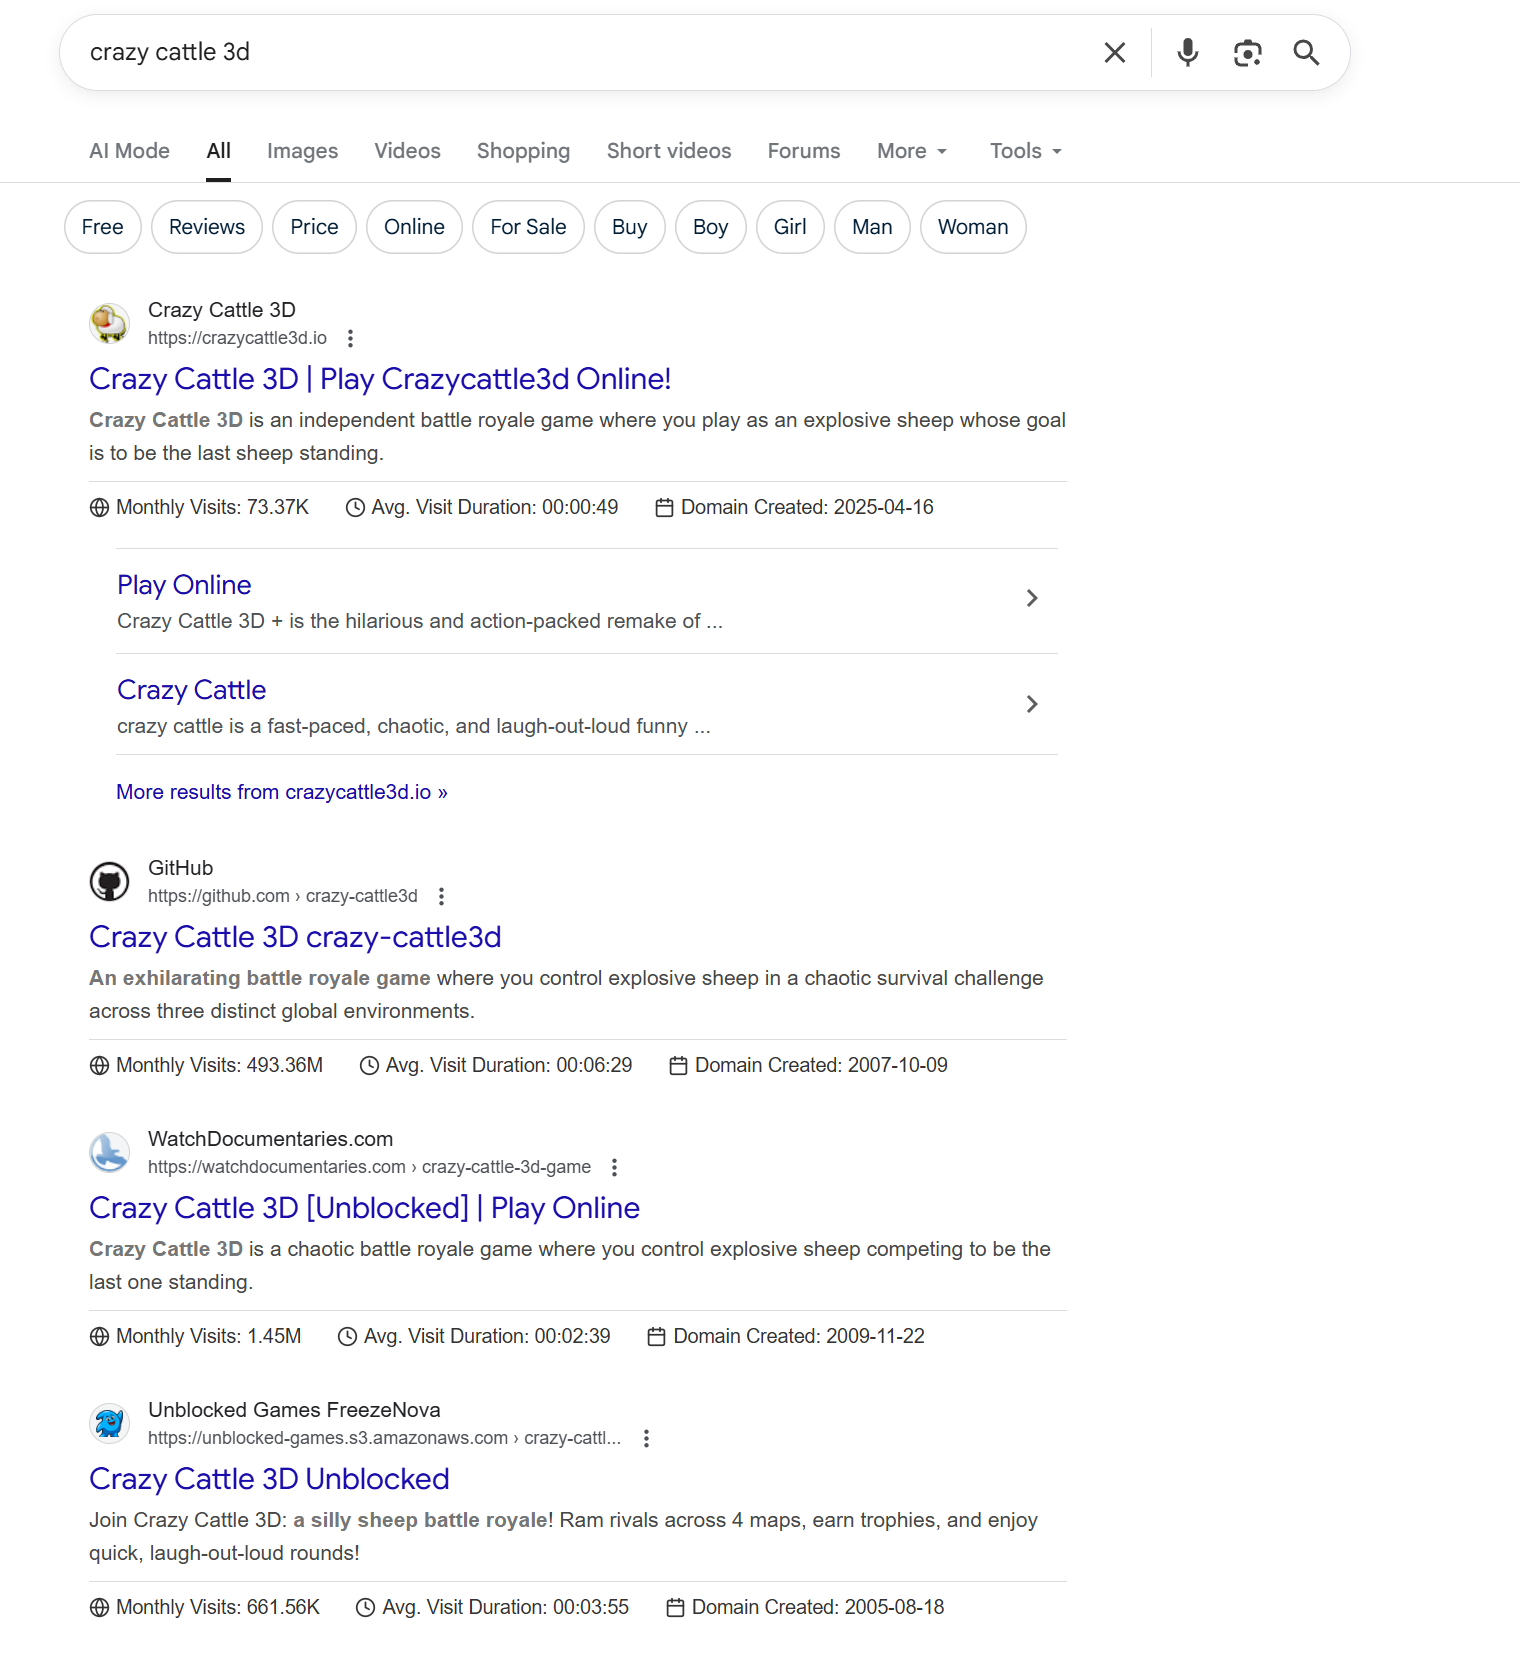 crazy cattle 3d
AI Mode All Images Videos Shopping Short videos Forums More Tools
Free Reviews Price Online For Sale Buy Boy Girl Man Woman
Crazy Cattle 3D
https://crazycattle3d.io
Crazy Cattle 3D | Play Crazycattle3d Online!
Crazy Cattle 3D is an independent battle royale game where you play as an explosive sheep whose goal
is to be the last sheep standing.
Monthly Visits: 73.37K Avg. Visit Duration: 00:00:49 Domain Created: 2025-04-16
Play Online
Crazy Cattle 3D + is the hilarious and action-packed remake of ...
Crazy Cattle
crazy cattle is a fast-paced, chaotic, and laugh-out-loud funny ...
More results from crazycattle3d.io »
GitHub
https://github.com › crazy-cattle3d
Crazy Cattle 3D crazy-cattle3d
An exhilarating battle royale game where you control explosive sheep in a chaotic survival challenge
across three distinct global environments.
Monthly Visits: 493.36M Avg. Visit Duration: 00:06:29 Domain Created: 2007-10-09
WatchDocumentaries.com
https://watchdocumentaries.com › crazy-cattle-3d-game
Crazy Cattle 3D [Unblocked] | Play Online
Crazy Cattle 3D is a chaotic battle royale game where you control explosive sheep competing to be the
last one standing.
Monthly Visits: 1.45M Avg. Visit Duration: 00:02:39 Domain Created: 2009-11-22
Unblocked Games FreezeNova
https://unblocked-games.s3.amazonaws.com › crazy-cattl...
Crazy Cattle 3D Unblocked
Join Crazy Cattle 3D: a silly sheep battle royale! Ram rivals across 4 maps, earn trophies, and enjoy
quick, laugh-out-loud rounds!
Monthly Visits: 661.56K Avg. Visit Duration: 00:03:55 Domain Created: 2005-08-18